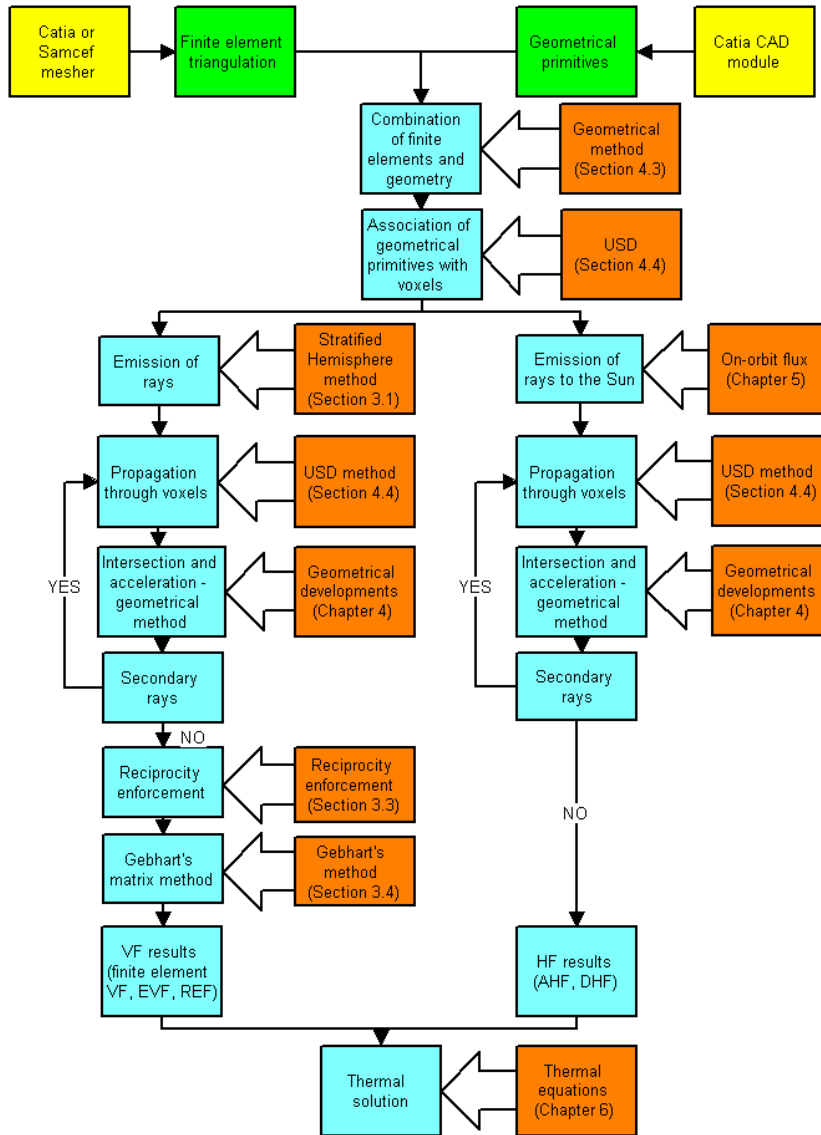 Catia or
Samcef
mesher
Finite element
triangulation
Geometrical
primitives
Catia CAD
module
Combination
of finite
elements and
geometry
Geometrical
method
(Section 4.3)
Association of
geometrical
primitives with
voxels
USD
(Section 4.4)
Emission of
rays
Stratified
Hemisphere
method
(Section 3.1)
Emission of
rays to the Sun
On-orbit flux
(Chapter 5)
Propagation
through voxels
USD method
(Section 4.4)
Propagation
through voxels
USD method
(Section 4.4)
YES
Intersection and
acceleration -
geometrical
method
Geometrical
developments
(Chapter 4)
YES
Intersection and
acceleration -
geometrical
method
Geometrical
developments
(Chapter 4)
Secondary
rays
Secondary
rays
NO
Reciprocity
enforcement
Reciprocity
enforcement
(Section 3.3)
NO
Gebhart's
matrix method
Gebhart's
method
(Section 3.4)
VF results
(finite element
VF, EVF, REF)
HF results
(AHF, DHF)
Thermal
solution
Thermal
equations
(Chapter 6)